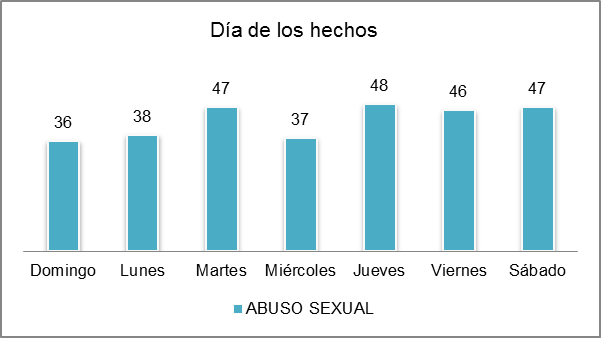 Día de los hechos
36
38
47
37
48
46
47
Domingo Lunes Martes Miércoles Jueves Viernes Sábado
ABUSO SEXUAL